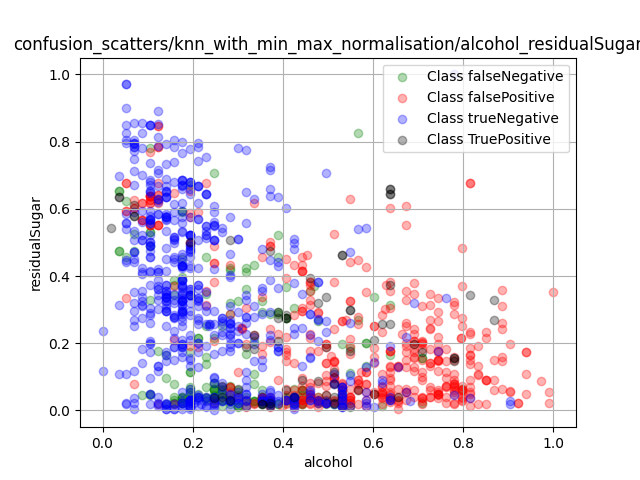 confusion_scatters/knn_with_min_max_normalisation/alcohol_residualSugar
Class falseNegative
Class falsePositive
Class trueNegative
Class TruePositive
1.0
0.8
0.6
0.4
0.2
0.0
residualSugar
0.0 0.2 0.4 0.6 0.8 1.0
alcohol